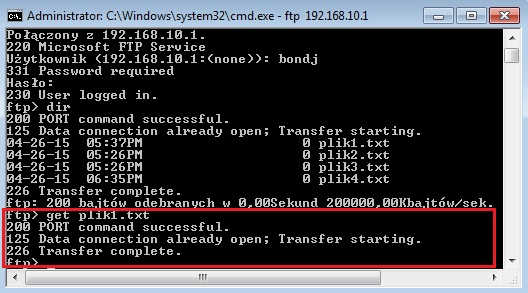 Administrator: C:\Windows\system32\cmd.exe - ftp 192.168.10.1
Połączony z 192.168.10.1.
220 Microsoft FTP Service
Użytkownik (192.168.10.1:(none)): bondj
331 Password required
Hasło:
230 User logged in.
ftp> dir
200 PORT command successful.
125 Data connection already open; Transfer starting.
04-26-15  05:37PM                    0 plik1.txt
04-26-15  05:26PM                    0 plik2.txt
04-26-15  05:26PM                    0 plik3.txt
04-26-15  06:35PM                    0 plik4.txt
226 Transfer complete.
ftp: 200 bajtów odebranych w 0,00Sekund 200000,00Kbajtów/sek.
ftp> get plik1.txt
200 PORT command successful.
125 Data connection already open; Transfer starting.
226 Transfer complete.
ftp> _